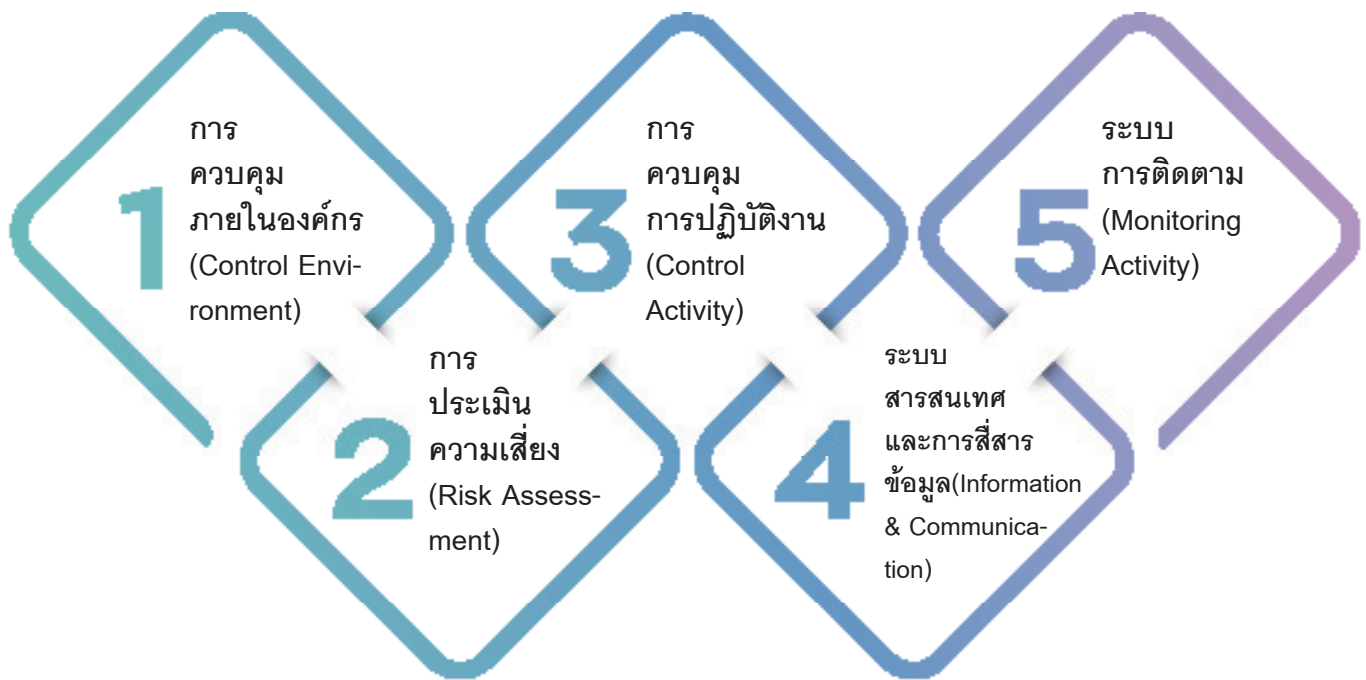 1
การ
ควบคุม
ภายในองค์กร
(Control Envi-
ronment)
2
การ
ประเมิน
ความเสี่ยง
(Risk Assess-
ment)
3
การ
ควบคุม
การปฏิบัติงาน
(Control
Activity)
4
ระบบ
สารสนเทศ
และการสื่สาร
ข้อมูล(Information
& Communica-
tion)
5
ระบบ
การติดตาม
(Monitoring
Activity)